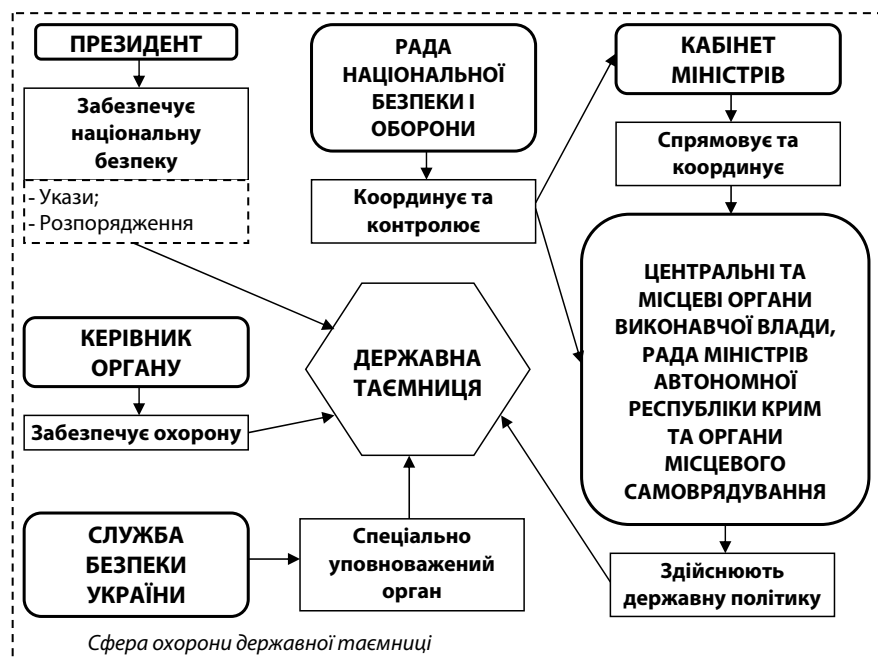 ПРЕЗИДЕНТ
Забезпечує
національну
безпеку
- Укази;
- Розпорядження
РАДА
НАЦІОНАЛЬНОЇ
БЕЗПЕКИ І
ОБОРОНИ
Координує та
контролює
КАБІНЕТ
МІНІСТРІВ
Спрямовує та
координує
ЦЕНТРАЛЬНІ ТА
МІСЦЕВІ ОРГАНИ
ВИКОНАВЧОЇ ВЛАДИ,
РАДА МІНІСТРІВ
АВТОНОМНОЇ
РЕСПУБЛІКИ КРИМ
ТА ОРГАНИ
МІСЦЕВОГО
САМОВРЯДУВАННЯ
Здійснюють
державну політику
КЕРІВНИК
ОРГАНУ
Забезпечує охорону
ДЕРЖАВНА
ТАЄМНИЦЯ
СЛУЖБА
БЕЗПЕКИ
УКРАЇНИ
Спеціально
уповноважений
орган
Сфера охорони державної таємниці